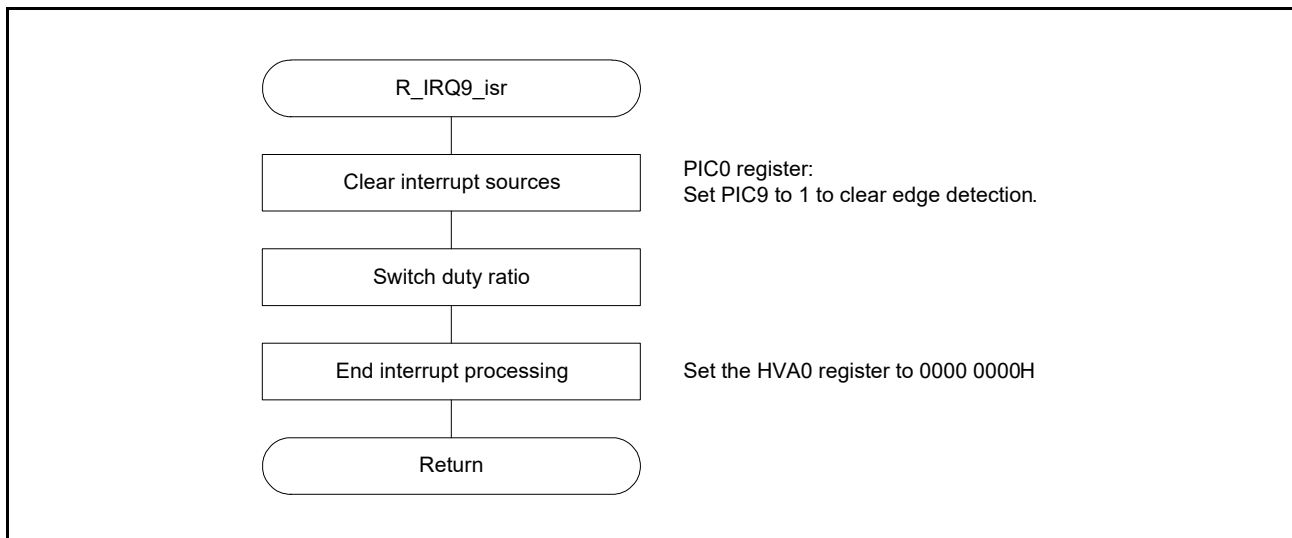 R_IRQ9_isr
Clear interrupt sources
PIC0 register:
Set PIC9 to 1 to clear edge detection.
Switch duty ratio
End interrupt processing
Set the HVA0 register to 0000 0000H
Return